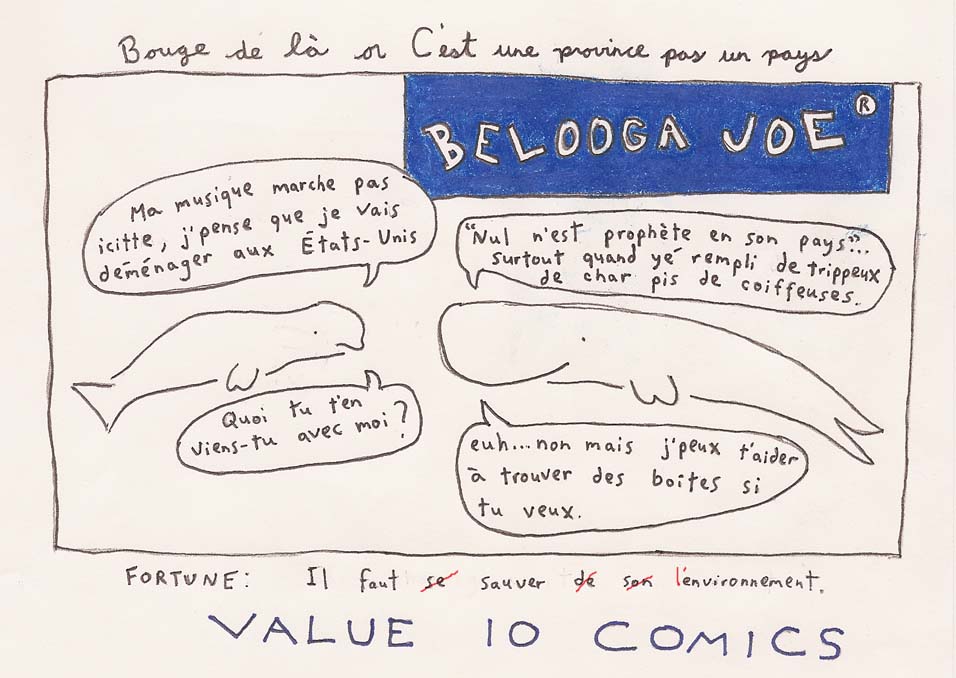 Bouge de là or C'est une province pas un pays
BELOOGA JOE®
Ma musique marche pas
icitte, j'pense que je vais
déménager aux États-Unis
"Nul n'est prophète en son pays"...
surtout quand yé rempli de trippeux
de char pis de coiffeuses.
Quoi tu t'en
viens-tu avec moi?
euh...non mais j'peux t'aider
à trouver des boites si
tu veux.
FORTUNE: Il faut se sauver de son l'environnement.
VALUE 10 COMICS